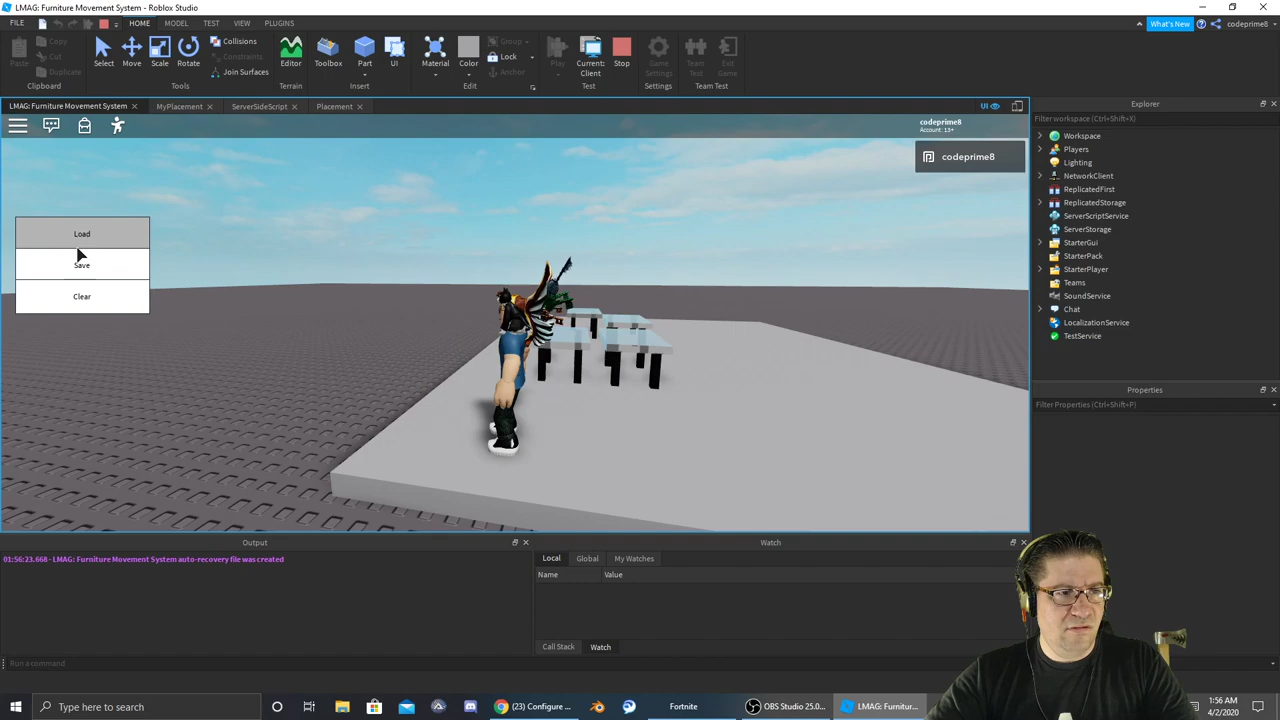 LMAG: Furniture Movement System - Roblox Studio
FILE HOME MODEL TEST VIEW PLUGINS What's New codeprime8
Paste Copy Cut Duplicate Select Move Scale Rotate Collisions Constraints Join Surfaces Editor Toolbox Part UI Material Color Group Lock Anchor Play Current: Client Stop Game Settings Team Test Exit Game
Clipboard Tools Terrain Insert Edit Test Settings Team Test
LMAG: Furniture Movement System MyPlacement ServerSideScript Placement UI
codeprime8
Account: 13+
codeprime8
Load
Save
Clear
Explorer
Filter workspace (Ctrl+Shift+X)
Workspace
Players
Lighting
NetworkClient
ReplicatedFirst
ReplicatedStorage
ServerScriptService
ServerStorage
StarterGui
StarterPack
StarterPlayer
Teams
SoundService
Chat
LocalizationService
TestService
Properties
Filter Properties (Ctrl+Shift+P)
Output
01:56:23.668 - LMAG: Furniture Movement System auto-recovery file was created
Watch
Local Global My Watches
Name Value
Call Stack Watch
Run a command
Type here to search
(23) Configure ...
Fortnite
OBS Studio 25.0...
LMAG: Furnitur...
1:56 AM
4/2/2020